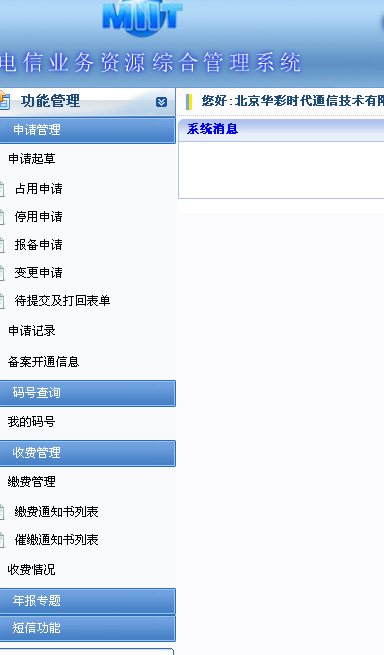 MIIT
电信业务资源综合管理系统
功能管理
您好:北京华彩时代通信技术有限
申请管理
系统消息
申请起草
占用申请
停用申请
报备申请
变更申请
待提交及打回表单
申请记录
备案开通信息
码号查询
我的码号
收费管理
缴费管理
缴费通知书列表
催缴通知书列表
收费情况
年报专题
短信功能